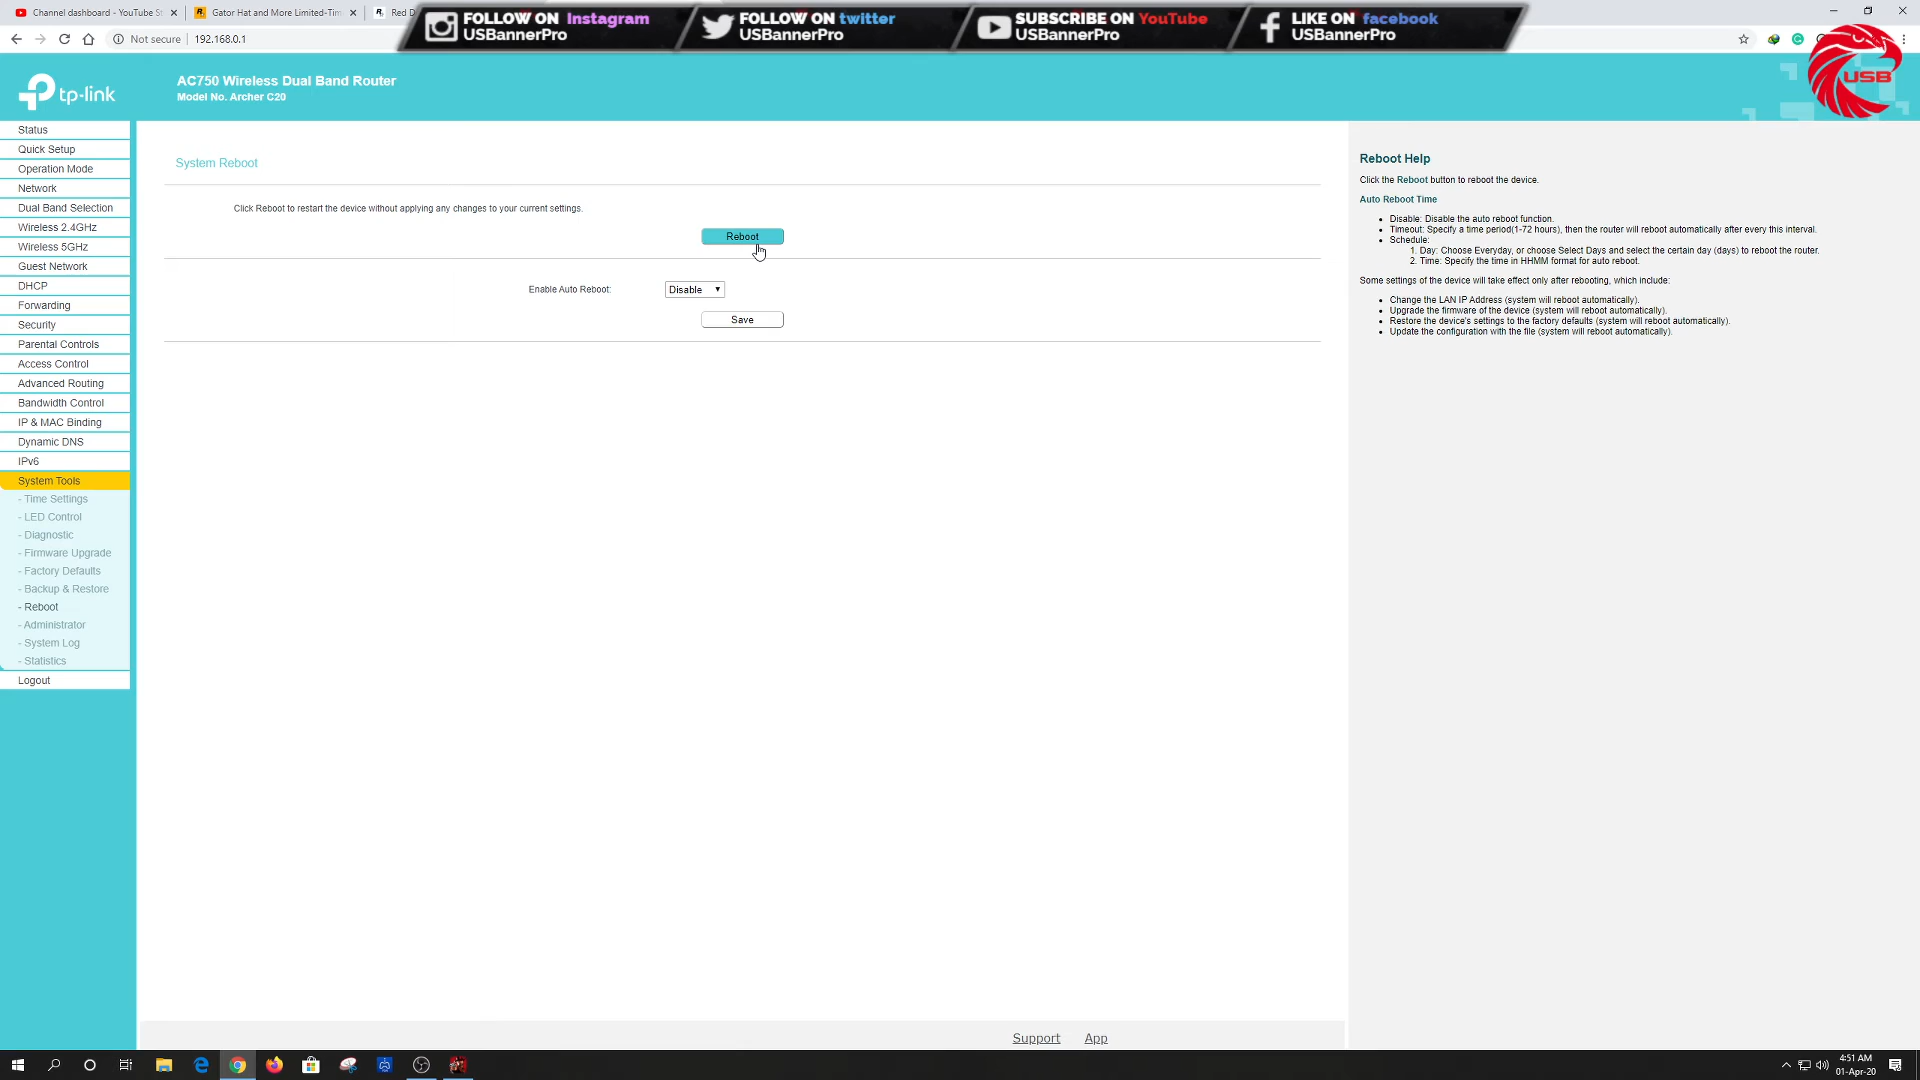 Channel dashboard - YouTube St
Gator Hat and More Limited-Tim
Red D
FOLLOW ON Instagram
USBannerPro
FOLLOW ON twitter
USBannerPro
SUBSCRIBE ON YouTube
USBannerPro
LIKE ON facebook
USBannerPro
Not secure
192.168.0.1
USB
tp-link
AC750 Wireless Dual Band Router
Model No. Archer C20
Status
Quick Setup
Operation Mode
Network
Dual Band Selection
Wireless 2.4GHz
Wireless 5GHz
Guest Network
DHCP
Forwarding
Security
Parental Controls
Access Control
Advanced Routing
Bandwidth Control
IP & MAC Binding
Dynamic DNS
IPv6
System Tools
- Time Settings
- LED Control
- Diagnostic
- Firmware Upgrade
- Factory Defaults
- Backup & Restore
- Reboot
- Administrator
- System Log
- Statistics
Logout
System Reboot
Click Reboot to restart the device without applying any changes to your current settings.
Reboot
Enable Auto Reboot:
Disable
Save
Reboot Help
Click the Reboot button to reboot the device.
Auto Reboot Time
• Disable: Disable the auto reboot function.
• Timeout: Specify a time period(1-72 hours), then the router will reboot automatically after every this interval.
• Schedule:
1. Day: Choose Everyday, or choose Select Days and select the certain day (days) to reboot the router.
2. Time: Specify the time in HHMM format for auto reboot.
Some settings of the device will take effect only after rebooting, which include:
• Change the LAN IP Address (system will reboot automatically).
• Upgrade the firmware of the device (system will reboot automatically).
• Restore the device's settings to the factory defaults (system will reboot automatically).
• Update the configuration with the file (system will reboot automatically).
Support
App
4:51 AM
01-Apr-20